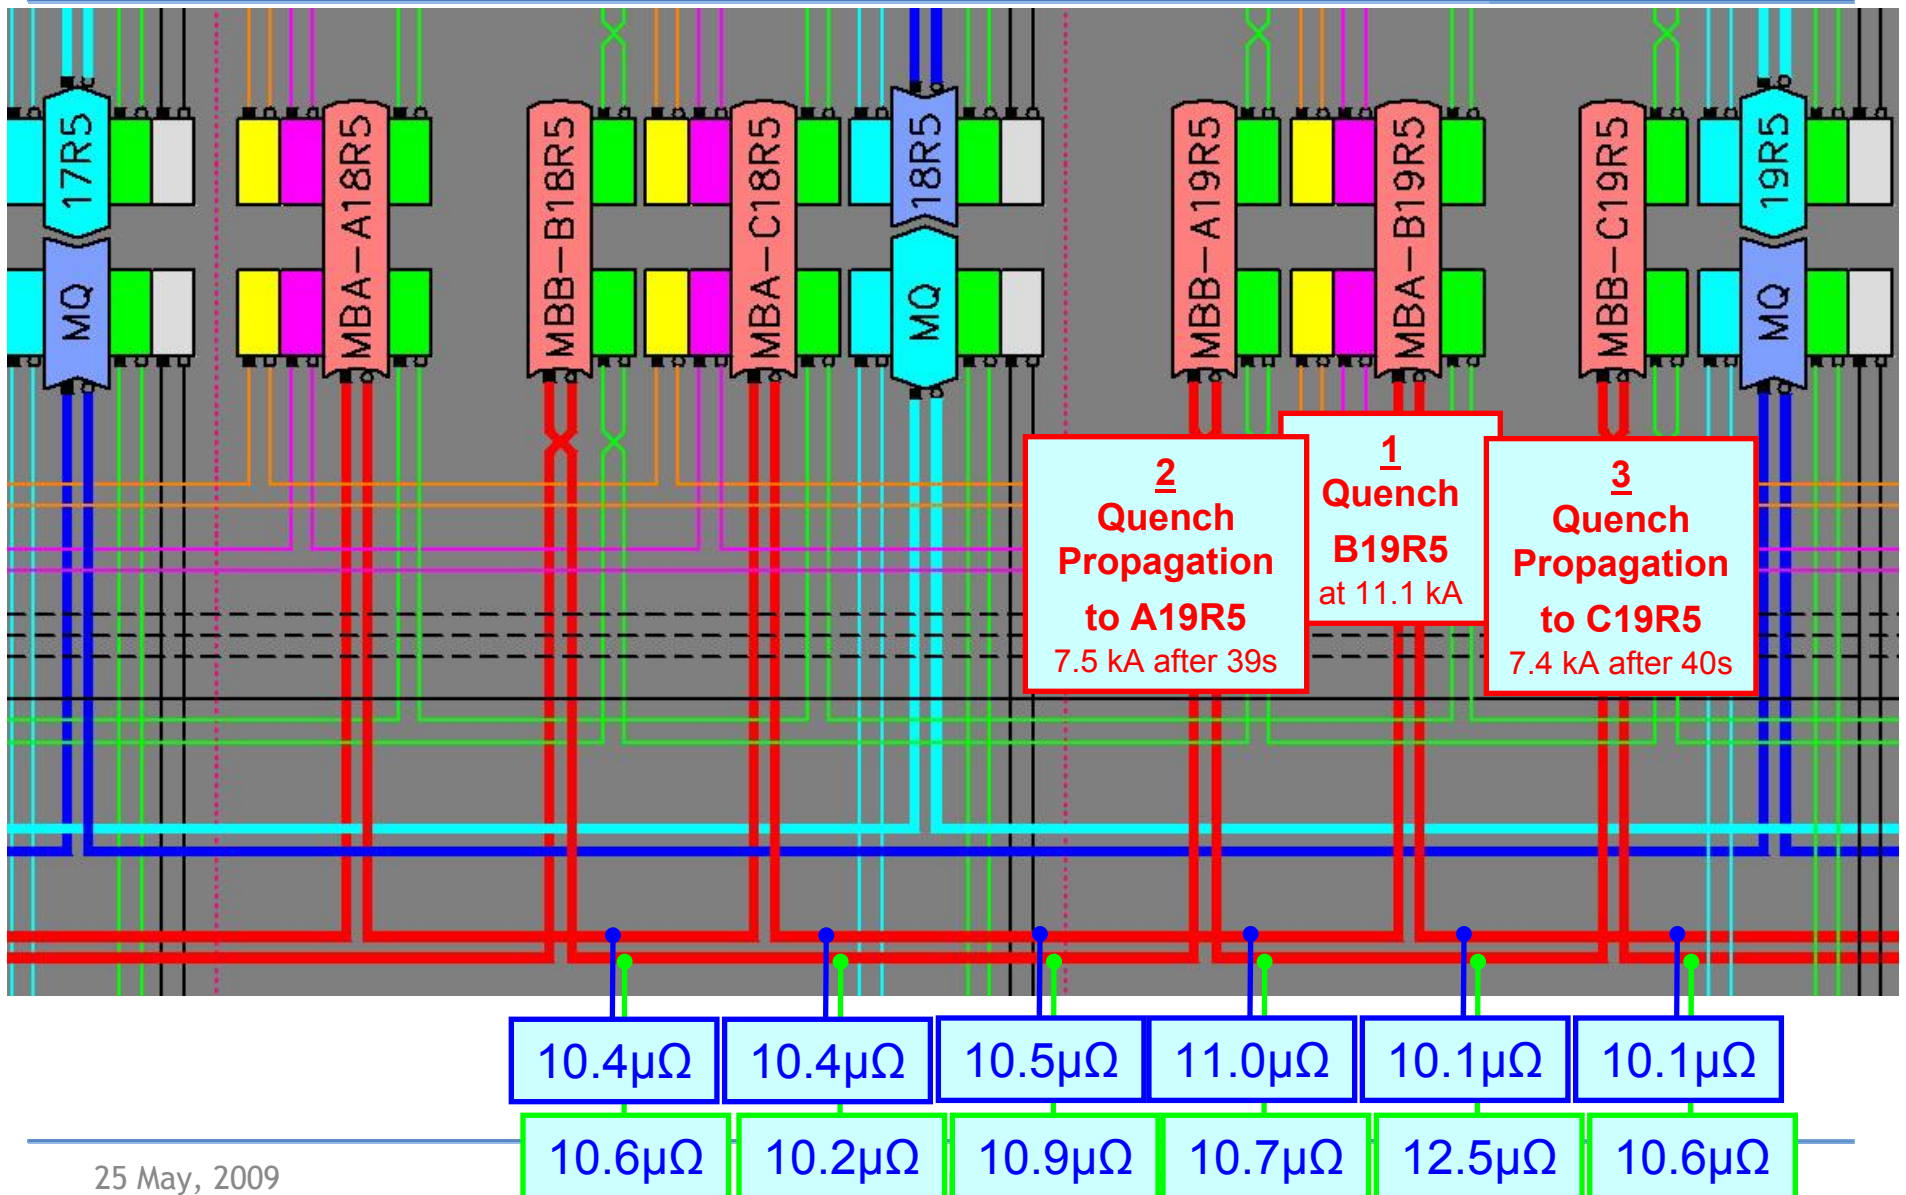 17R5
MQ
MBA-A18R5
MBB-B18R5
MBA-C18R5
18R5
MQ
MBB-A19R5
MBA-B19R5
MBB-C19R5
19R5
MQ
2
Quench
Propagation
to A19R5
7.5 kA after 39s
1
Quench
B19R5
at 11.1 kA
3
Quench
Propagation
to C19R5
7.4 kA after 40s
10.4µΩ 10.4µΩ 10.5µΩ 11.0µΩ 10.1µΩ 10.1µΩ
10.6µΩ 10.2µΩ 10.9µΩ 10.7µΩ 12.5µΩ 10.6µΩ
25 May, 2009